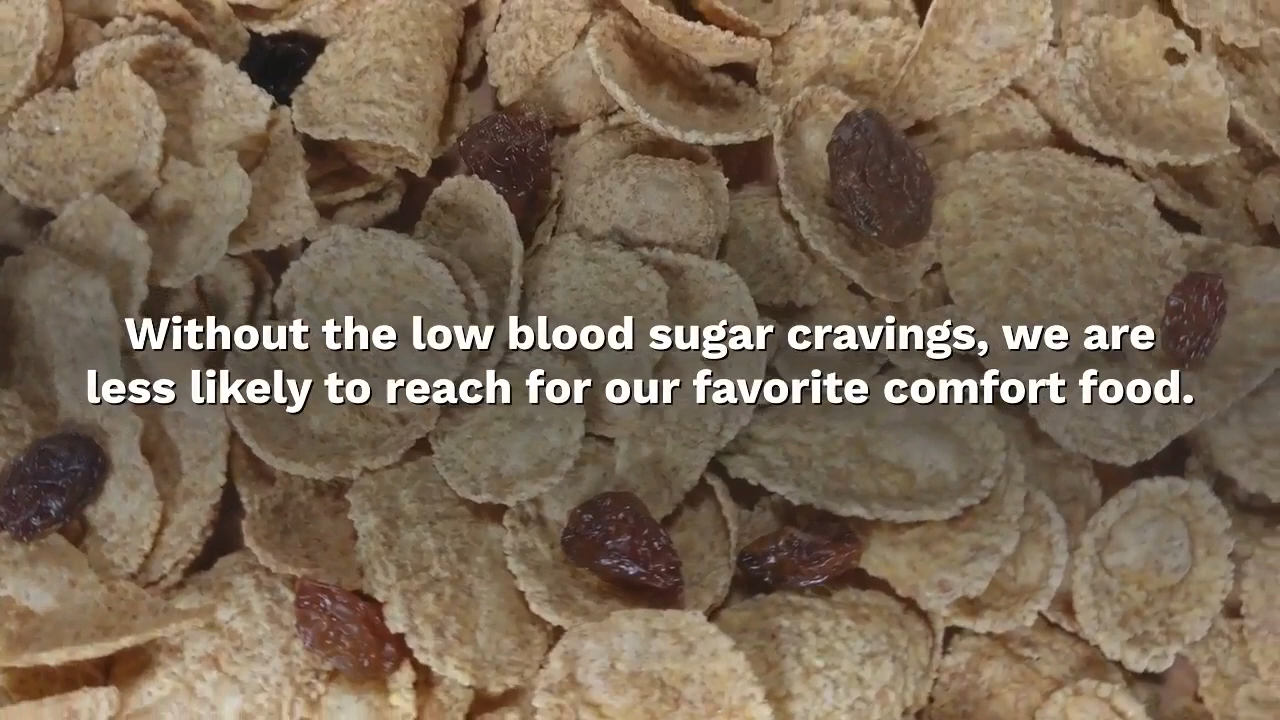 Without the low blood sugar cravings, we are
less likely to reach for our favorite comfort food.